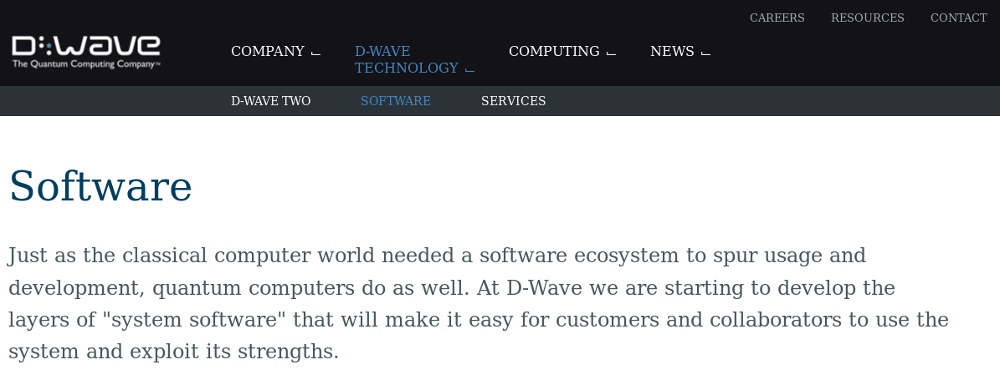 CAREERS RESOURCES CONTACT
D:Wave
The Quantum Computing Company™
COMPANY D-WAVE TECHNOLOGY COMPUTING NEWS
D-WAVE TWO SOFTWARE SERVICES
Software
Just as the classical computer world needed a software ecosystem to spur usage and
development, quantum computers do as well. At D-Wave we are starting to develop the
layers of "system software" that will make it easy for customers and collaborators to use the
system and exploit its strengths.